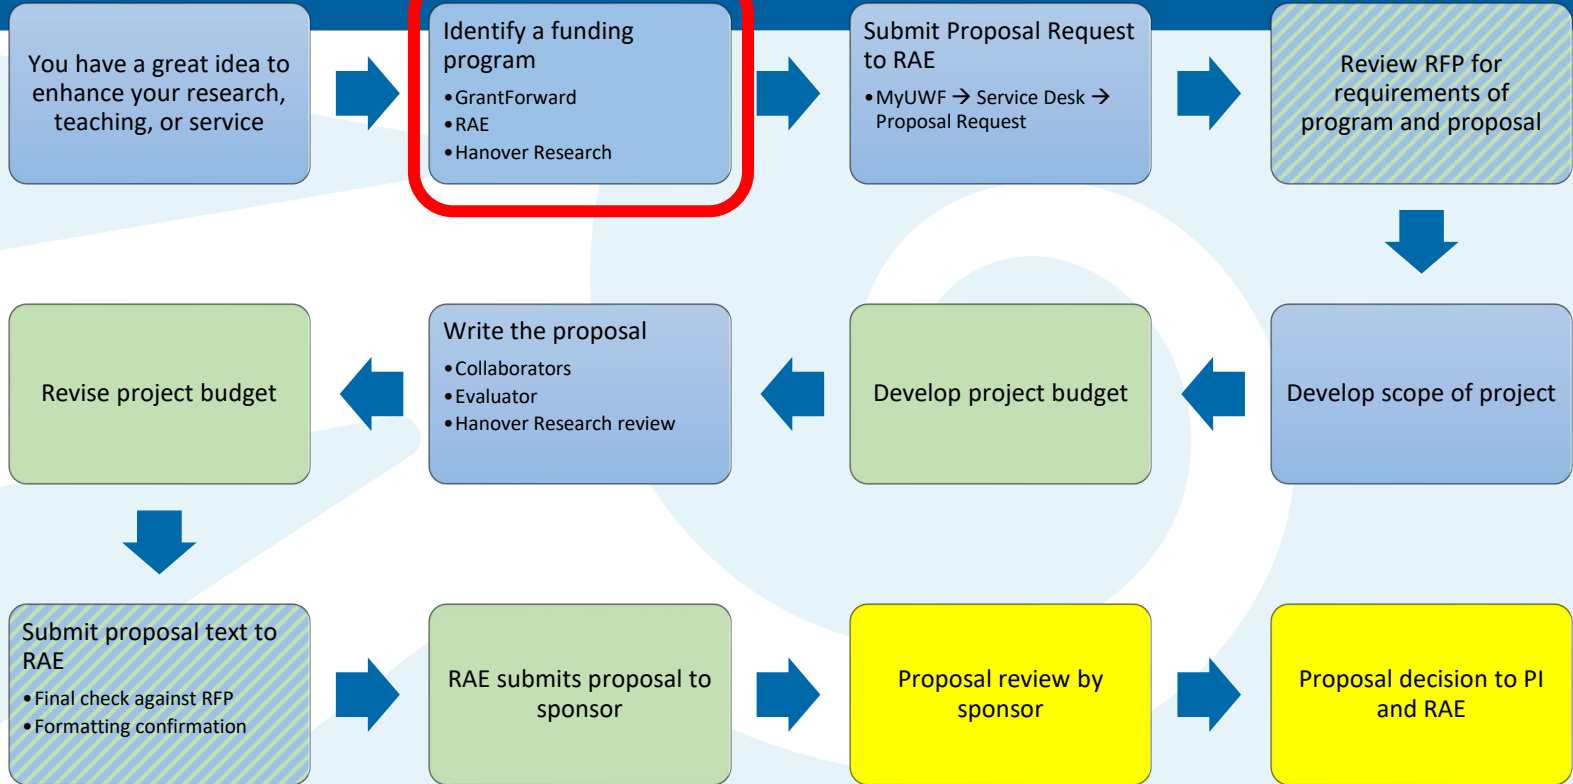 You have a great idea to
enhance your research,
teaching, or service
Identify a funding
program
•GrantForward
•RAE
•Hanover Research
Submit Proposal Request
to RAE
•MyUWF → Service Desk →
Proposal Request
Review RFP for
requirements of
program and proposal
Develop scope of project
Develop project budget
Write the proposal
•Collaborators
•Evaluator
•Hanover Research review
Revise project budget
Submit proposal text to
RAE
•Final check against RFP
•Formatting confirmation
RAE submits proposal to
sponsor
Proposal review by
sponsor
Proposal decision to PI
and RAE